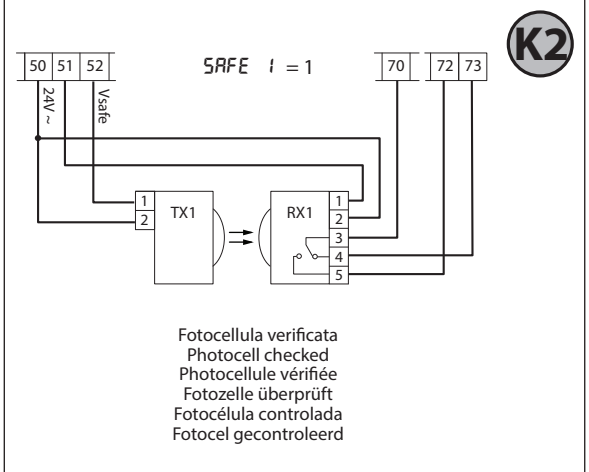 K2
50 51 52 SAFE 1 = 1 70 72 73
24V ~
Vsafe
1
2
TX1
RX1
1
2
3
4
5
Fotocellula verificata
Photocell checked
Photocellule vérifiée
Fotozelle überprüft
Fotocélula controlada
Fotocel gecontroleerd